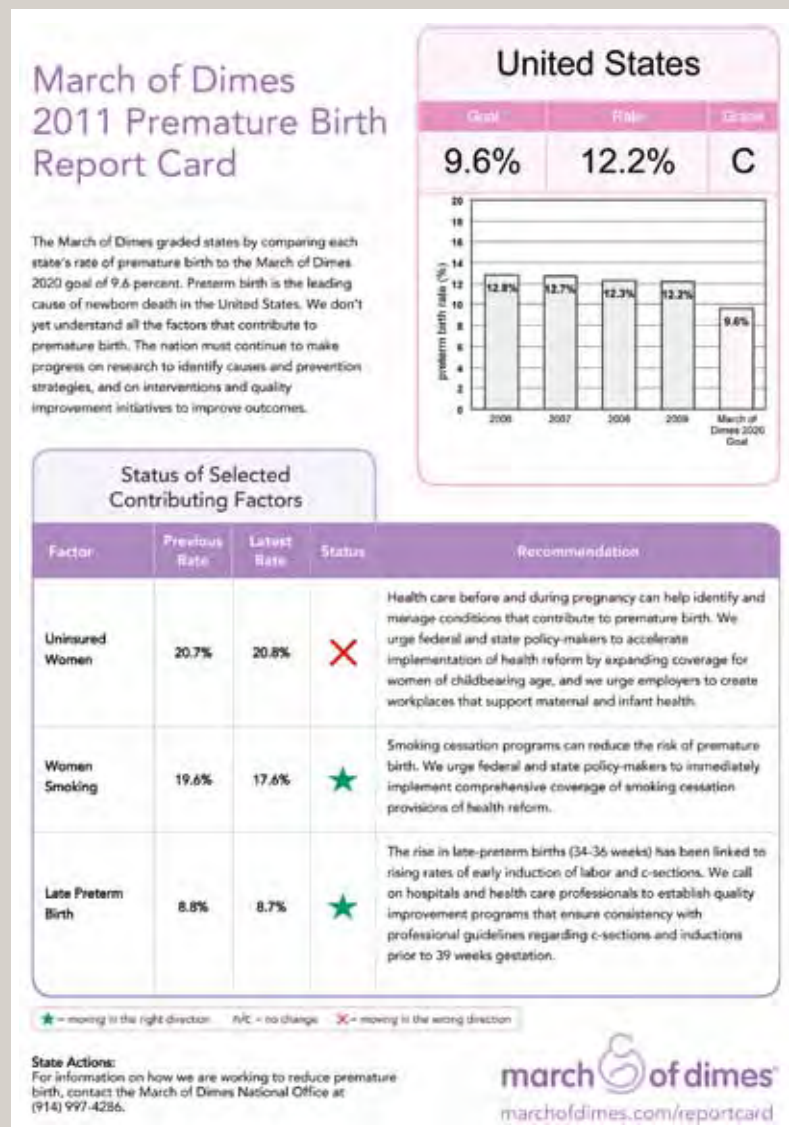 March of Dimes
2011 Premature Birth
Report Card
The March of Dimes graded states by comparing each
state's rate of premature birth to the March of Dimes
2020 goal of 9.6 percent. Preterm birth is the leading
cause of newborn death in the United States. We don't
yet understand all the factors that contribute to
premature birth. The nation must continue to make
progress on research to identify causes and prevention
strategies, and on interventions and quality
improvement initiatives to improve outcomes.
United States
Goal Rate Grade
9.6% 12.2% C
preterm birth rate (%)
20
18
16
14
12
10
8
6
4
2
0
12.8% 12.7% 12.3% 12.2% 9.6%
2006 2007 2008 2009 March of
Dimes 2020
Goal
Status of Selected
Contributing Factors
Factor Previous Rate Latest Rate Status Recommendation
Uninsured
Women
20.7% 20.8%
Health care before and during pregnancy can help identify and
manage conditions that contribute to premature birth. We
urge federal and state policy-makers to accelerate
implementation of health reform by expanding coverage for
women of childbearing age, and we urge employers to create
workplaces that support maternal and infant health.
Women
Smoking
19.6% 17.6%
Smoking cessation programs can reduce the risk of premature
birth. We urge federal and state policy-makers to immediately
implement comprehensive coverage of smoking cessation
provisions of health reform.
Late Preterm
Birth
8.8% 8.7%
The rise in late-preterm births (34-36 weeks) has been linked to
rising rates of early induction of labor and c-sections. We call
on hospitals and health care professionals to establish quality
improvement programs that ensure consistency with
professional guidelines regarding c-sections and inductions
prior to 39 weeks gestation.
= moving in the right direction n/c = no change = moving in the wrong direction
State Actions:
For information on how we are working to reduce premature
birth, contact the March of Dimes National Office at
(914) 997-4286.
march of dimes®
marchofdimes.com/reportcard